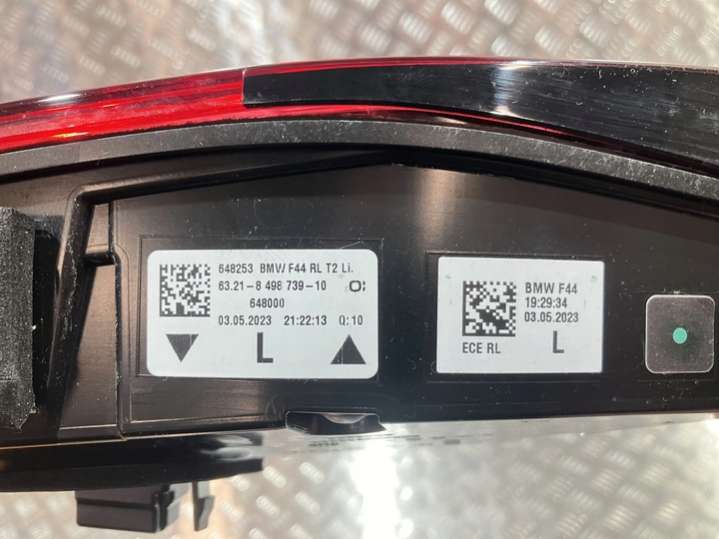 648253 BMW F44 RL T2 Li.
63.21-8 498 739-10
648000
03.05.2023 21:22:13 Q:10
L
BMW F44
19:29:34
03.05.2023
ECE RL L